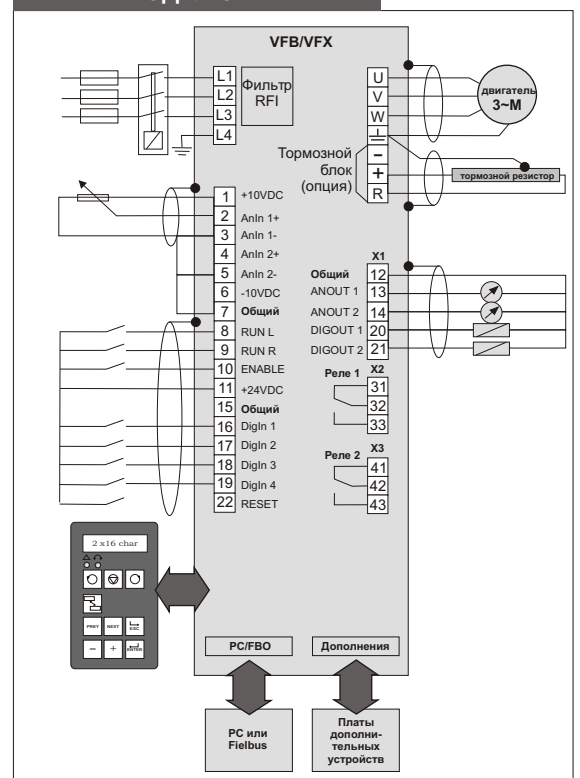 VFB/VFX
L1
L2
L3
L4
Фильтр
RFI
U
V
W
двигатель
3~М
Тормозной
блок
(опция)
–
+
R
тормозной резистор
1 +10VDC
2 AnIn 1+
3 AnIn 1-
4 AnIn 2+
5 AnIn 2-
6 -10VDC
7 Общий
8 RUN L
9 RUN R
10 ENABLE
11 +24VDC
15 Общий
16 DigIn 1
17 DigIn 2
18 DigIn 3
19 DigIn 4
22 RESET
X1
Общий 12
ANOUT 1 13
ANOUT 2 14
DIGOUT 1 20
DIGOUT 2 21
Реле 1 X2
31
32
33
Реле 2 X3
41
42
43
2 x16 char
PREV NEXT ESC
– + ENTER
PC/FBO
Дополнения
PC или
Fielbus
Платы
дополни-
тельных
устройств